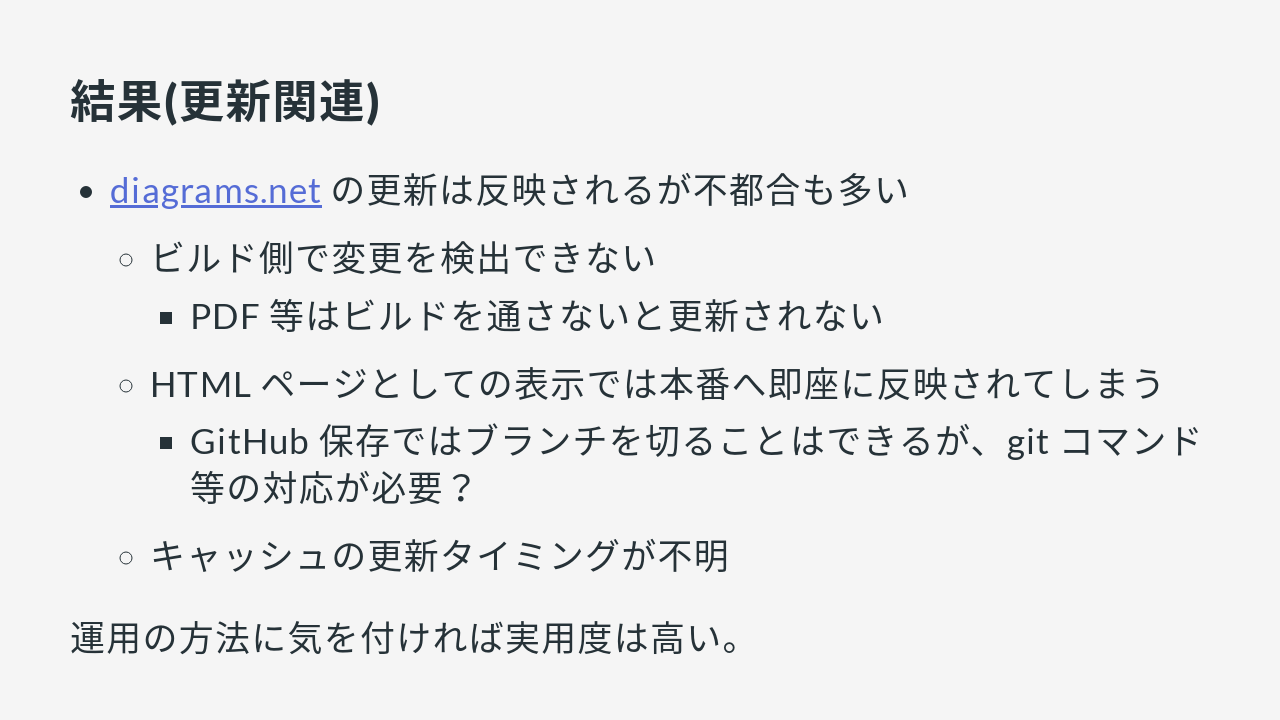 結果(更新関連)
diagrams.net の更新は反映されるが不都合も多い
ビルド側で変更を検出できない
PDF 等はビルドを通さないと更新されない
HTML ページとしての表示では本番へ即座に反映されてしまう
GitHub 保存ではブランチを切ることはできるが、git コマンド
等の対応が必要？
キャッシュの更新タイミングが不明
運用の方法に気を付ければ実用度は高い。